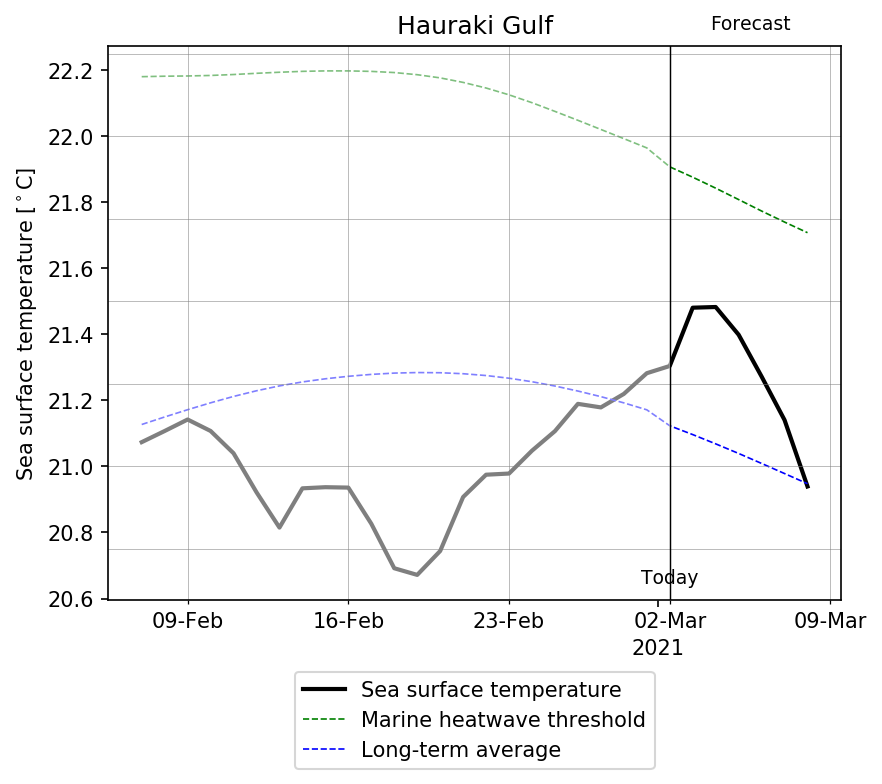 Hauraki Gulf
Forecast
Sea surface temperature [°C]
22.2
22.0
21.8
21.6
21.4
21.2
21.0
20.8
20.6
Today
09-Feb 16-Feb 23-Feb 02-Mar 09-Mar
2021
Sea surface temperature
Marine heatwave threshold
Long-term average